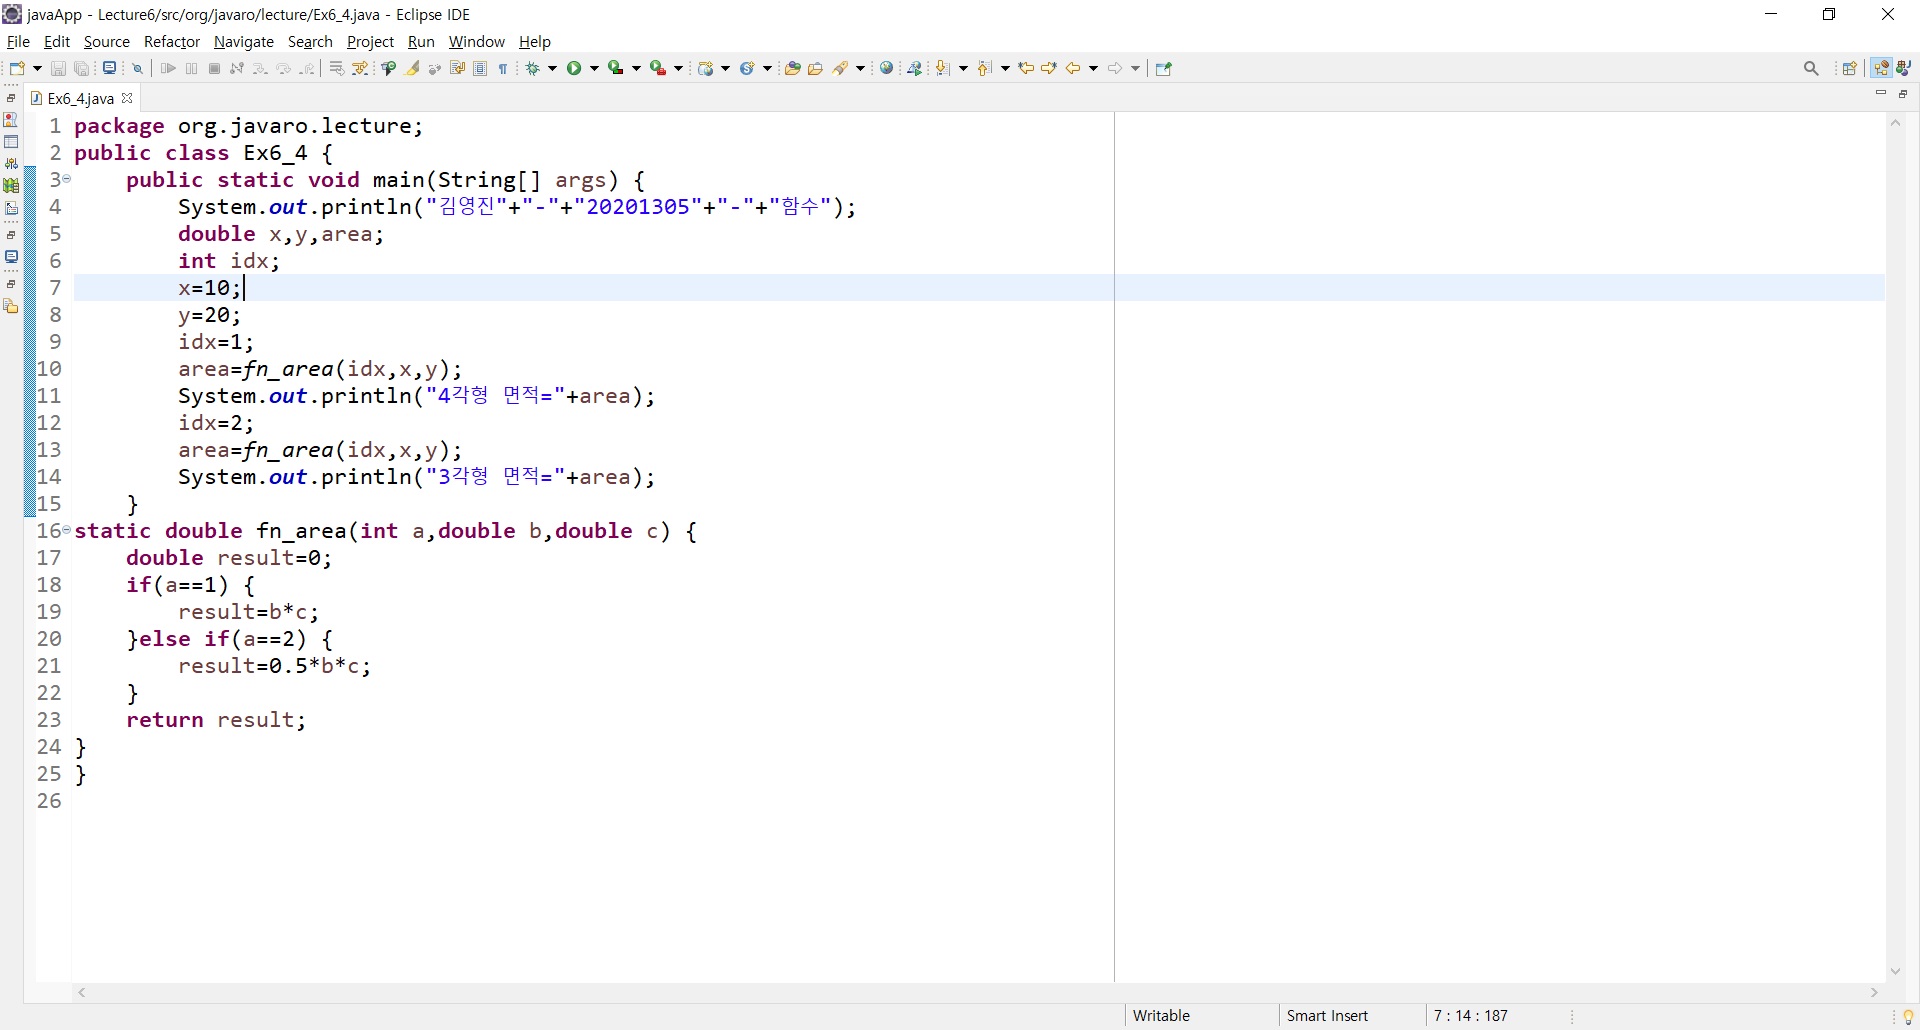 javaApp - Lecture6/src/org/javaro/lecture/Ex6_4.java - Eclipse IDE
File Edit Source Refactor Navigate Search Project Run Window Help
Ex6_4.java
1 package org.javaro.lecture;
2 public class Ex6_4 {
3     public static void main(String[] args) {
4         System.out.println("김영진"+"-"+"20201305"+"-"+"함수");
5         double x,y,area;
6         int idx;
7         x=10;
8         y=20;
9         idx=1;
10         area=fn_area(idx,x,y);
11         System.out.println("4각형 면적="+area);
12         idx=2;
13         area=fn_area(idx,x,y);
14         System.out.println("3각형 면적="+area);
15     }
16 static double fn_area(int a,double b,double c) {
17     double result=0;
18     if(a==1) {
19         result=b*c;
20     }else if(a==2) {
21         result=0.5*b*c;
22     }
23     return result;
24 }
25 }
26
Writable Smart Insert 7 : 14 : 187